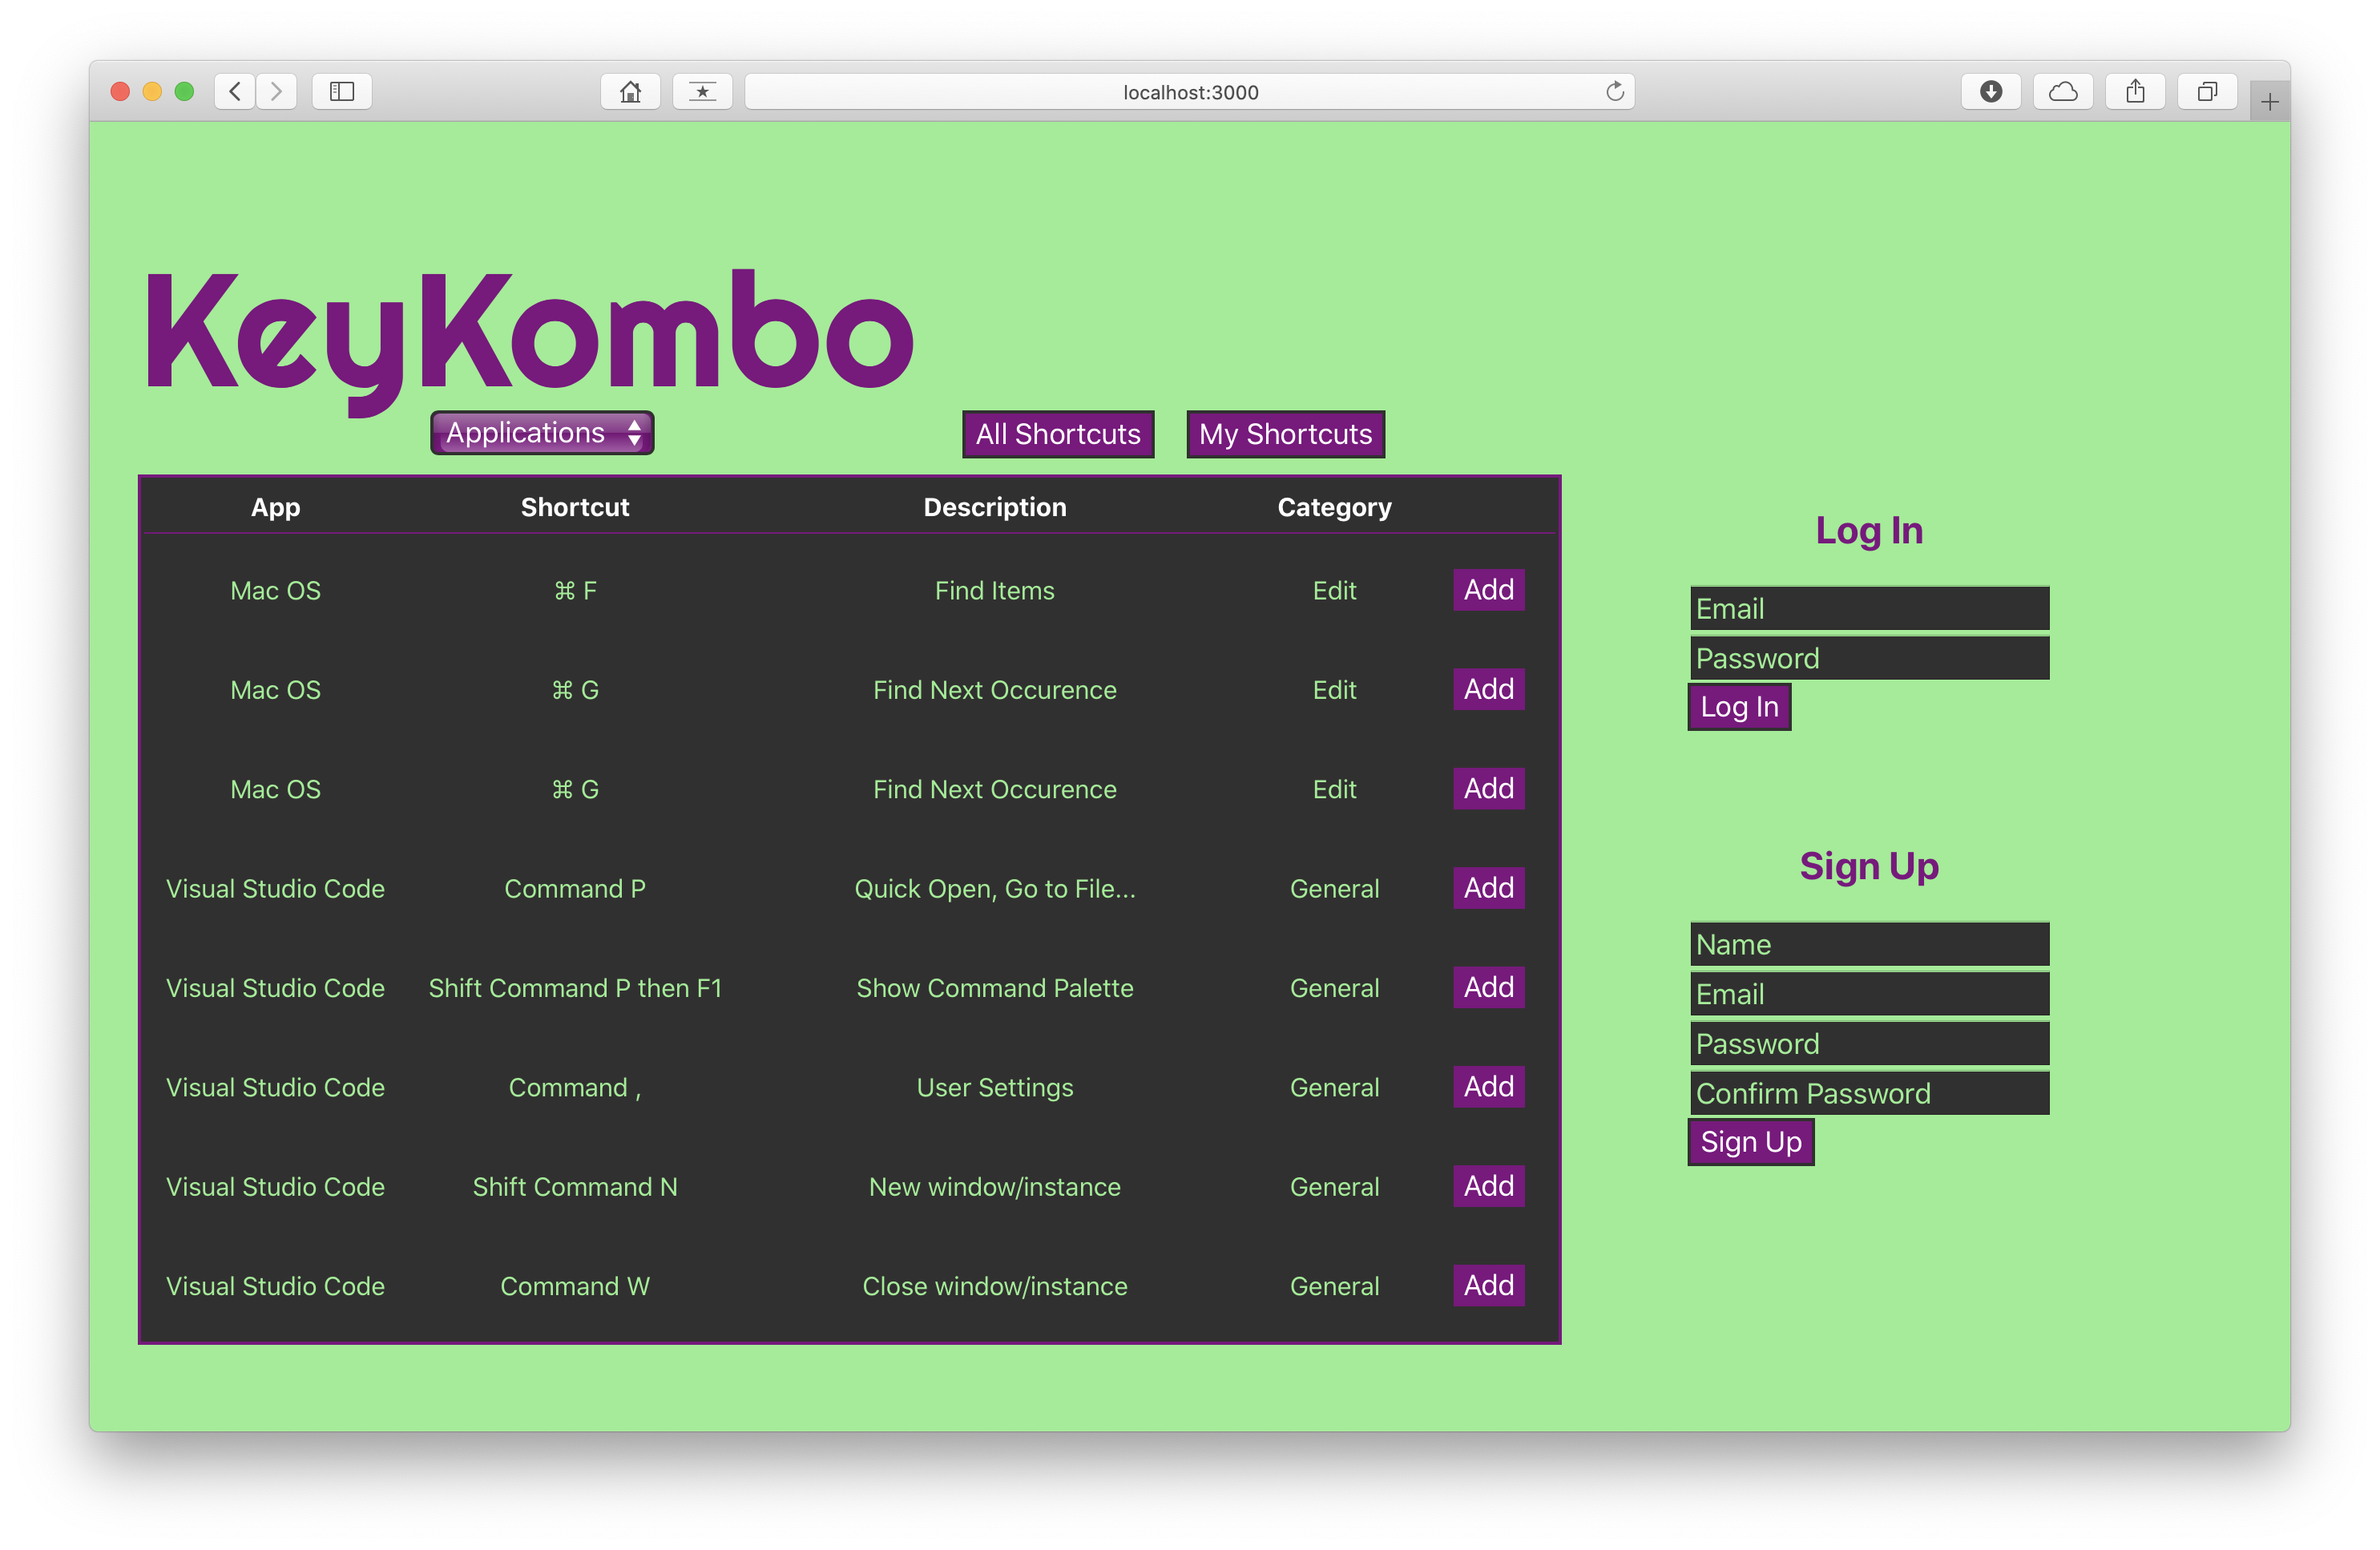 localhost:3000
KeyKombo
Applications All Shortcuts My Shortcuts
App Shortcut Description Category
Mac OS ⌘ F Find Items Edit Add
Mac OS ⌘ G Find Next Occurence Edit Add
Mac OS ⌘ G Find Next Occurence Edit Add
Visual Studio Code Command P Quick Open, Go to File... General Add
Visual Studio Code Shift Command P then F1 Show Command Palette General Add
Visual Studio Code Command , User Settings General Add
Visual Studio Code Shift Command N New window/instance General Add
Visual Studio Code Command W Close window/instance General Add
Log In
Email
Password
Log In
Sign Up
Name
Email
Password
Confirm Password
Sign Up